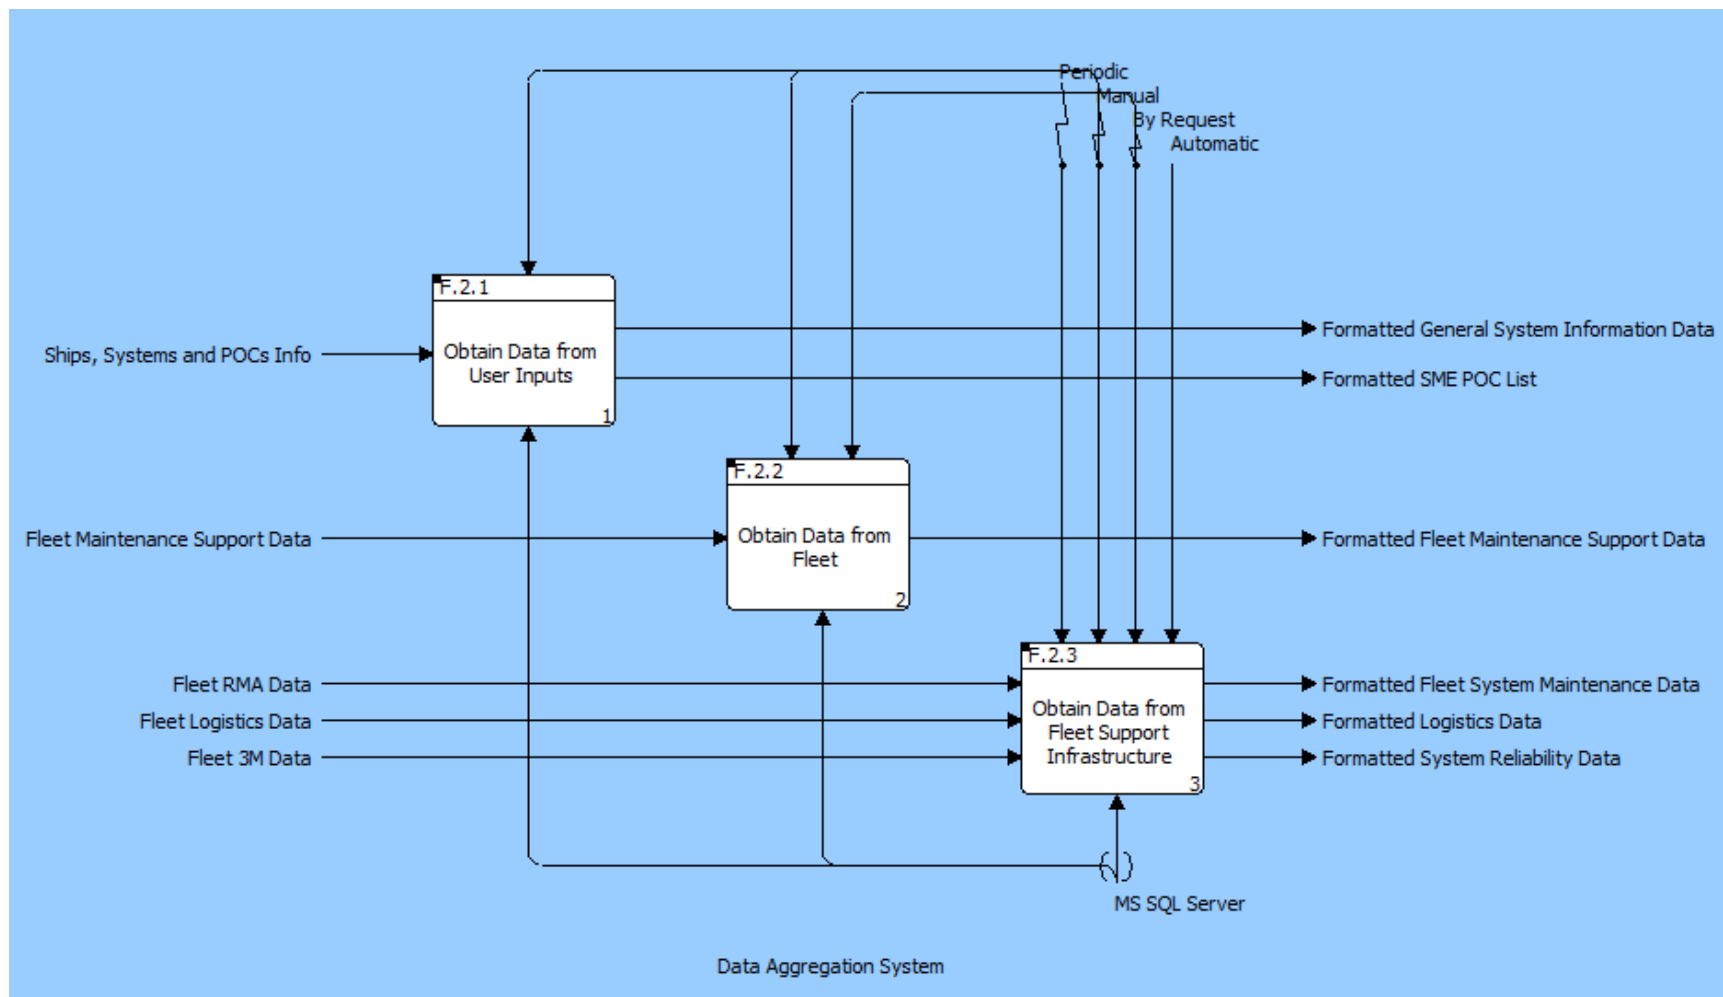 Periodic
Manual
By Request
Automatic
F.2.1
Obtain Data from
User Inputs
1
Ships, Systems and POCs Info
Formatted General System Information Data
Formatted SME POC List
F.2.2
Obtain Data from
Fleet
2
Fleet Maintenance Support Data
Formatted Fleet Maintenance Support Data
F.2.3
Obtain Data from
Fleet Support
Infrastructure
3
Fleet RMA Data
Fleet Logistics Data
Fleet 3M Data
Formatted Fleet System Maintenance Data
Formatted Logistics Data
Formatted System Reliability Data
MS SQL Server
Data Aggregation System